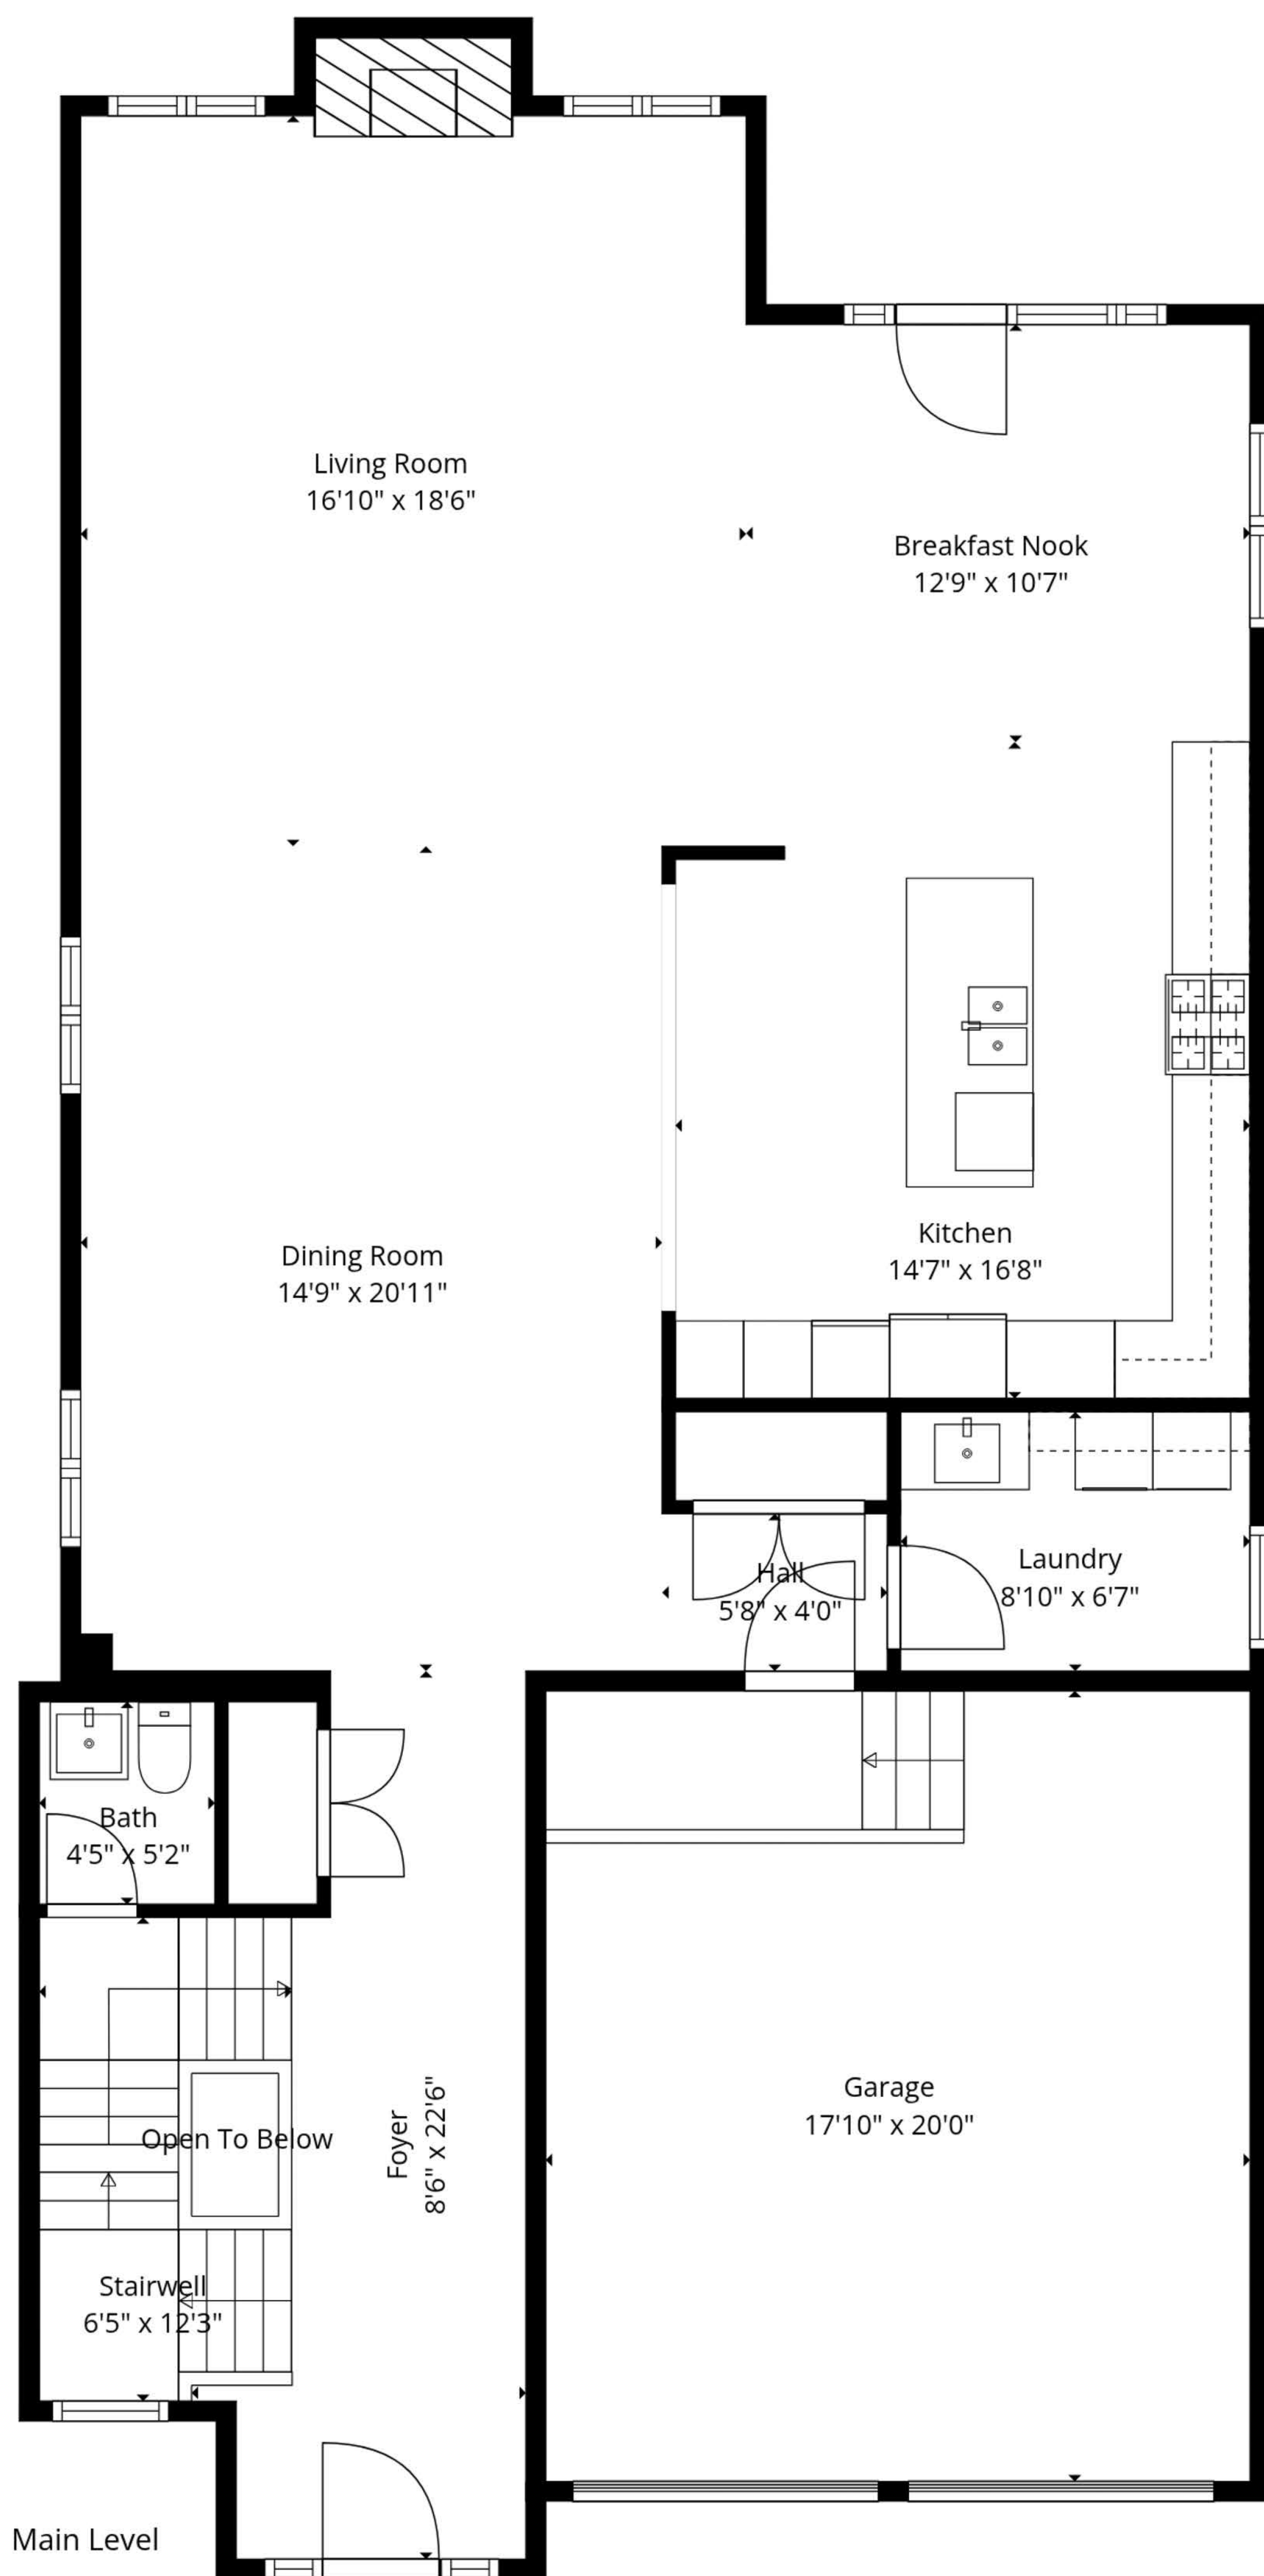 Living Room
16'10" x 18'6"
Breakfast Nook
12'9" x 10'7"
Kitchen
14'7" x 16'8"
Dining Room
14'9" x 20'11"
Hall
5'8" x 4'0"
Laundry
8'10" x 6'7"
Bath
4'5" x 5'2"
Garage
17'10" x 20'0"
Open To Below
Foyer
8'6" x 22'6"
Stairwell
6'5" x 12'3"
Main Level